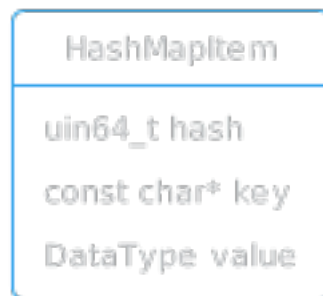 HashMapItem
uin64_t hash
const char* key
DataType value